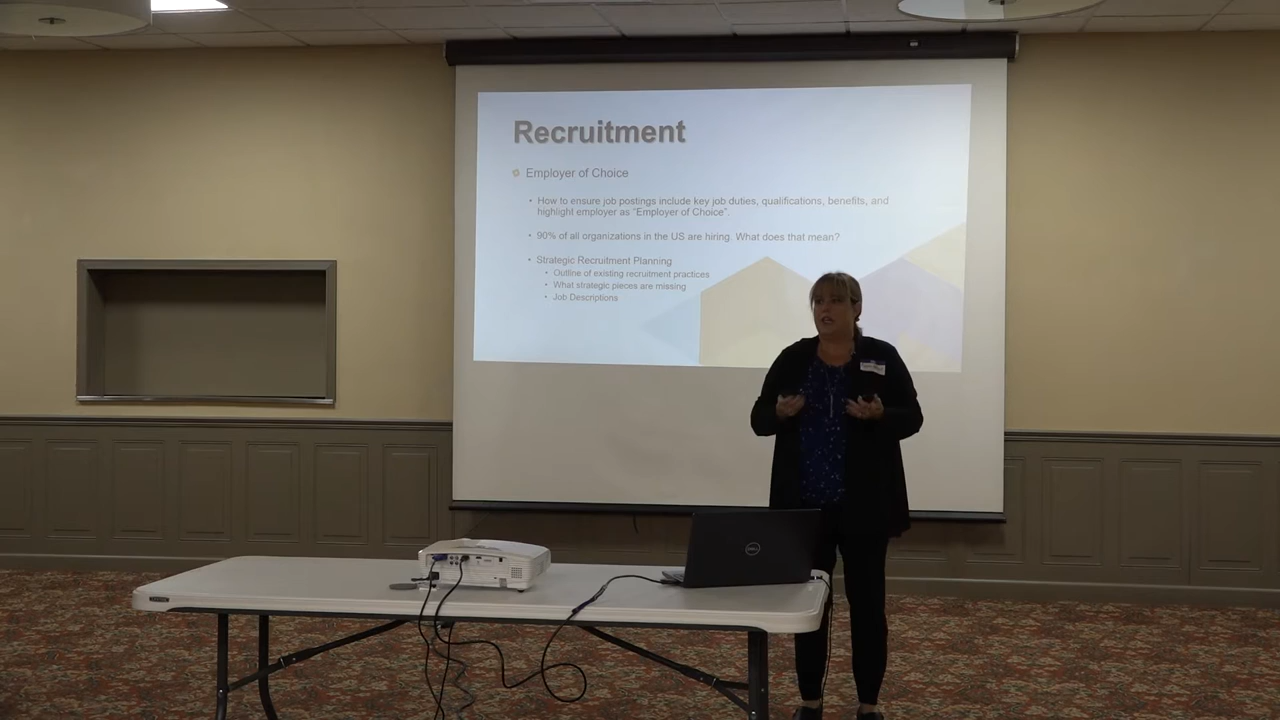 Recruitment
Employer of Choice
• How to ensure job postings include key job duties, qualifications, benefits, and
highlight employer as "Employer of Choice".
• 90% of all organizations in the US are hiring. What does that mean?
• Strategic Recruitment Planning
• Outline of existing recruitment practices
• What strategic pieces are missing
• Job Descriptions
DELL